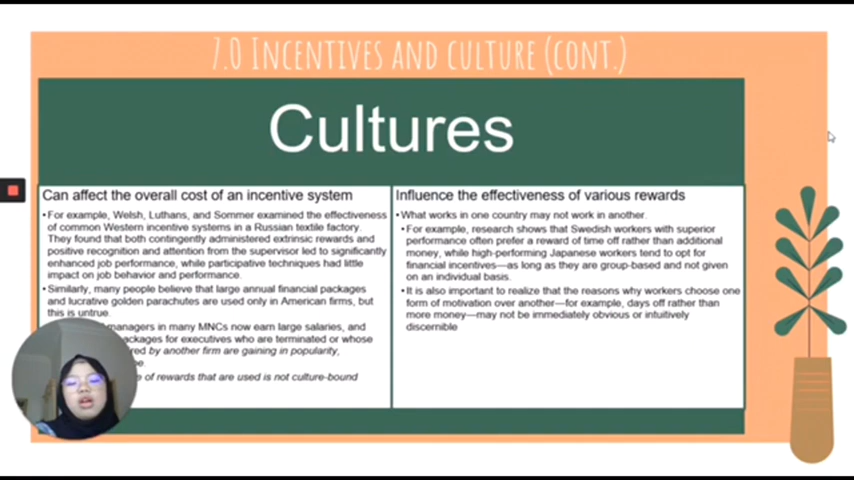 7.0 Incentives and culture (cont.)
Cultures
Can affect the overall cost of an incentive system
•For example, Welsh, Luthans, and Sommer examined the effectiveness
of common Western incentive systems in a Russian textile factory.
They found that both contingently administered extrinsic rewards and
positive recognition and attention from the supervisor led to significantly
enhanced job performance, while participative techniques had little
impact on job behavior and performance.
•Similarly, many people believe that large annual financial packages
and lucrative golden parachutes are used only in American firms, but
this is untrue.
managers in many MNCs now earn large salaries, and
packages for executives who are terminated or whose
by another firm are gaining in popularity,
of rewards that are used is not culture-bound
Influence the effectiveness of various rewards
•What works in one country may not work in another.
•For example, research shows that Swedish workers with superior
performance often prefer a reward of time off rather than additional
money, while high-performing Japanese workers tend to opt for
financial incentives—as long as they are group-based and not given
on an individual basis.
•It is also important to realize that the reasons why workers choose one
form of motivation over another—for example, days off rather than
more money—may not be immediately obvious or intuitively
discernible